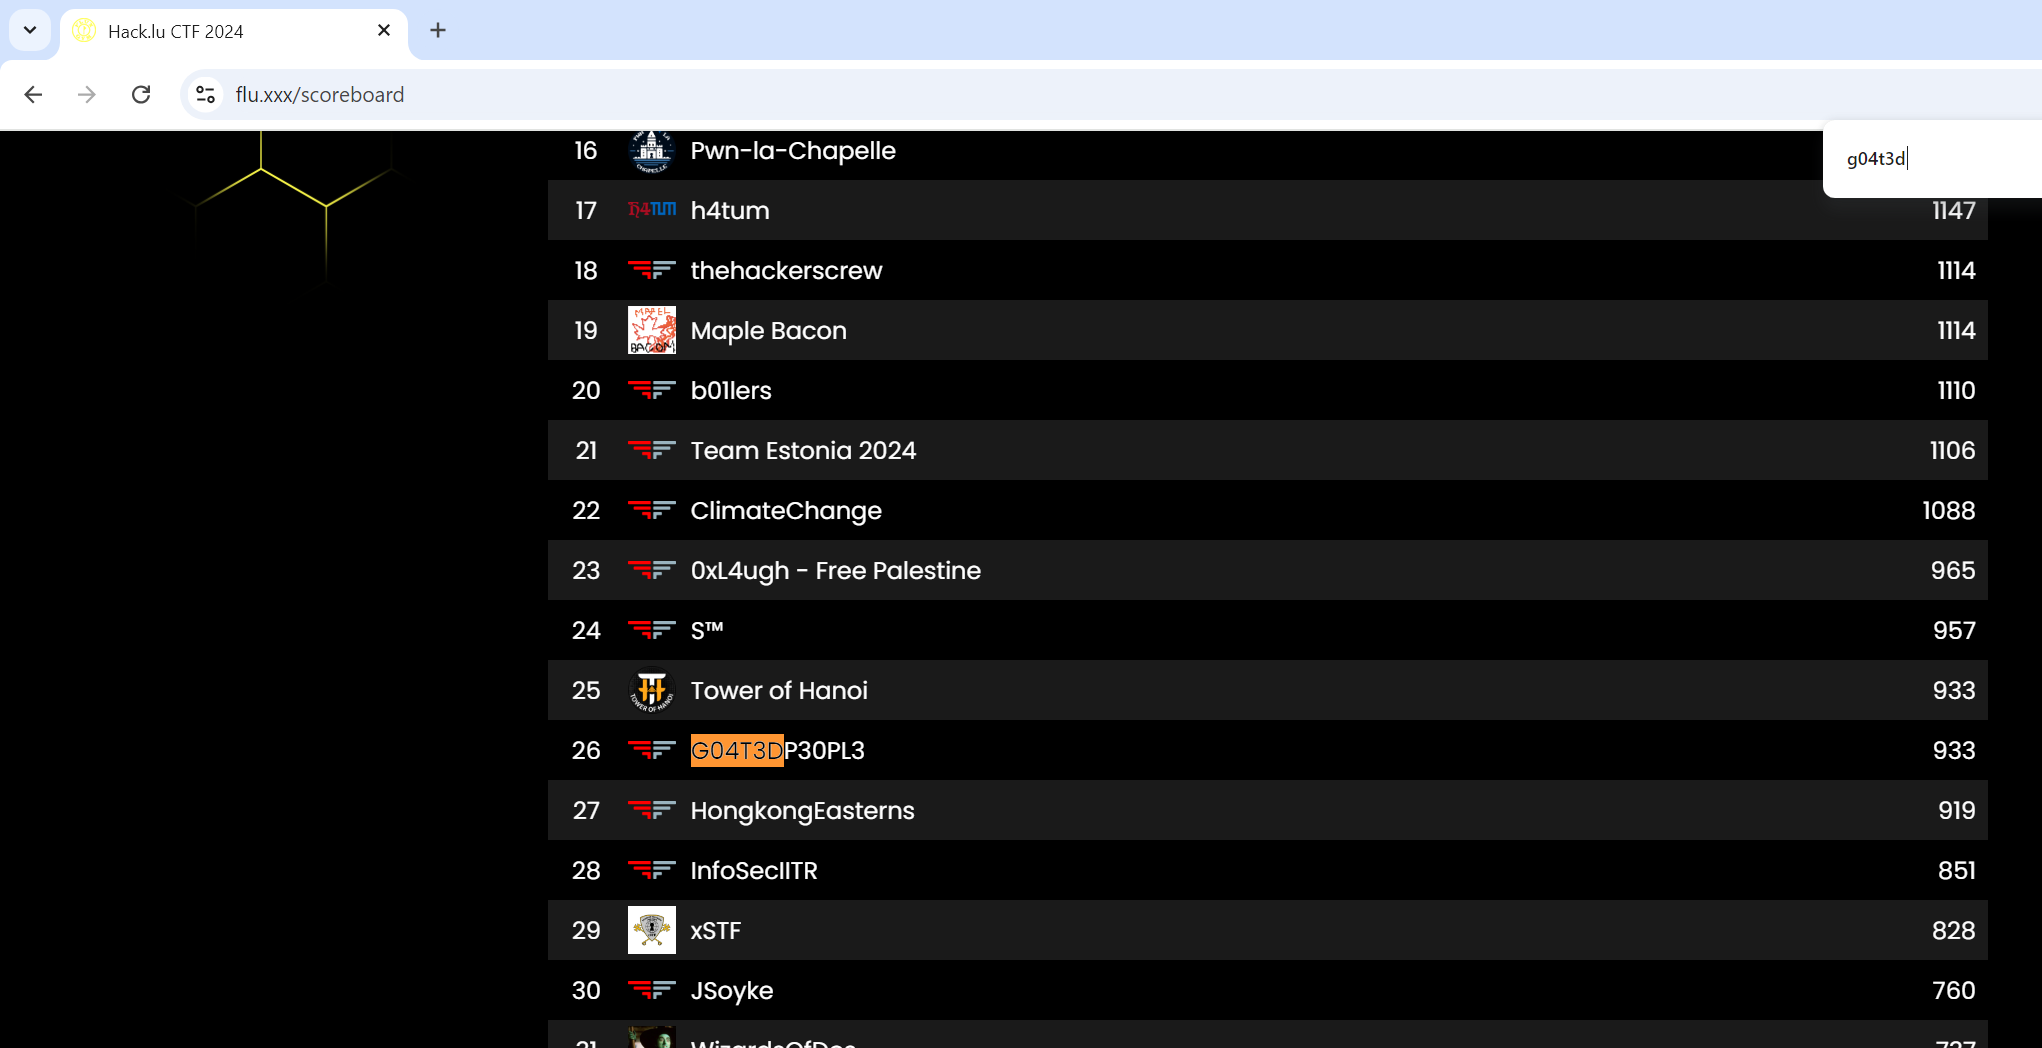 Hack.lu CTF 2024
flu.xxx/scoreboard
g04t3d
16 Pwn-la-Chapelle
17 h4tum 1147
18 thehackerscrew 1114
19 Maple Bacon 1114
20 b01lers 1110
21 Team Estonia 2024 1106
22 ClimateChange 1088
23 0xL4ugh - Free Palestine 965
24 S™ 957
25 Tower of Hanoi 933
26 G04T3DP30PL3 933
27 HongkongEasterns 919
28 InfoSecIITR 851
29 xSTF 828
30 JSoyke 760